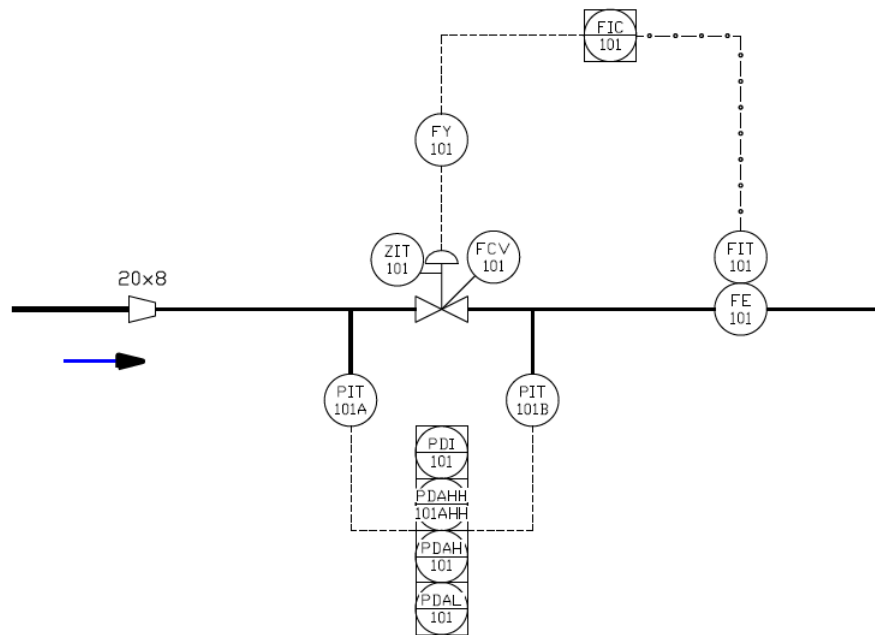 FIC
101
FY
101
ZIT
101
FCV
101
FIT
101
20x8
FE
101
PIT
101A
PIT
101B
PDI
101
PDAHH
101AHH
PDAH
101
PDAL
101